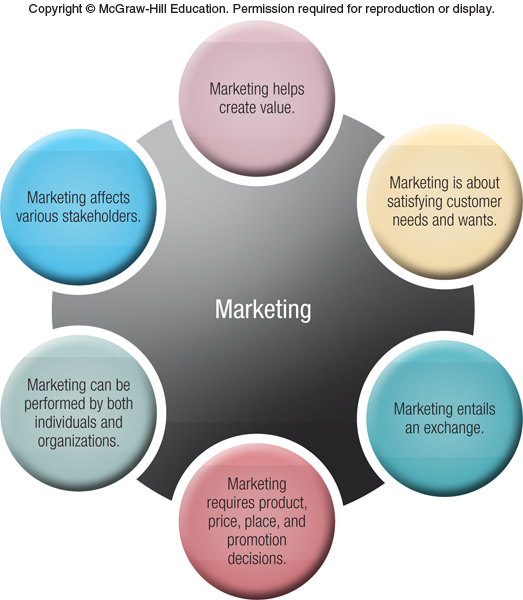 Copyright © McGraw-Hill Education. Permission required for reproduction or display.
Marketing helps
create value.
Marketing is about
satisfying customer
needs and wants.
Marketing entails
an exchange.
Marketing
requires product,
price, place, and
promotion
decisions.
Marketing can be
performed by both
individuals and
organizations.
Marketing affects
various stakeholders.
Marketing